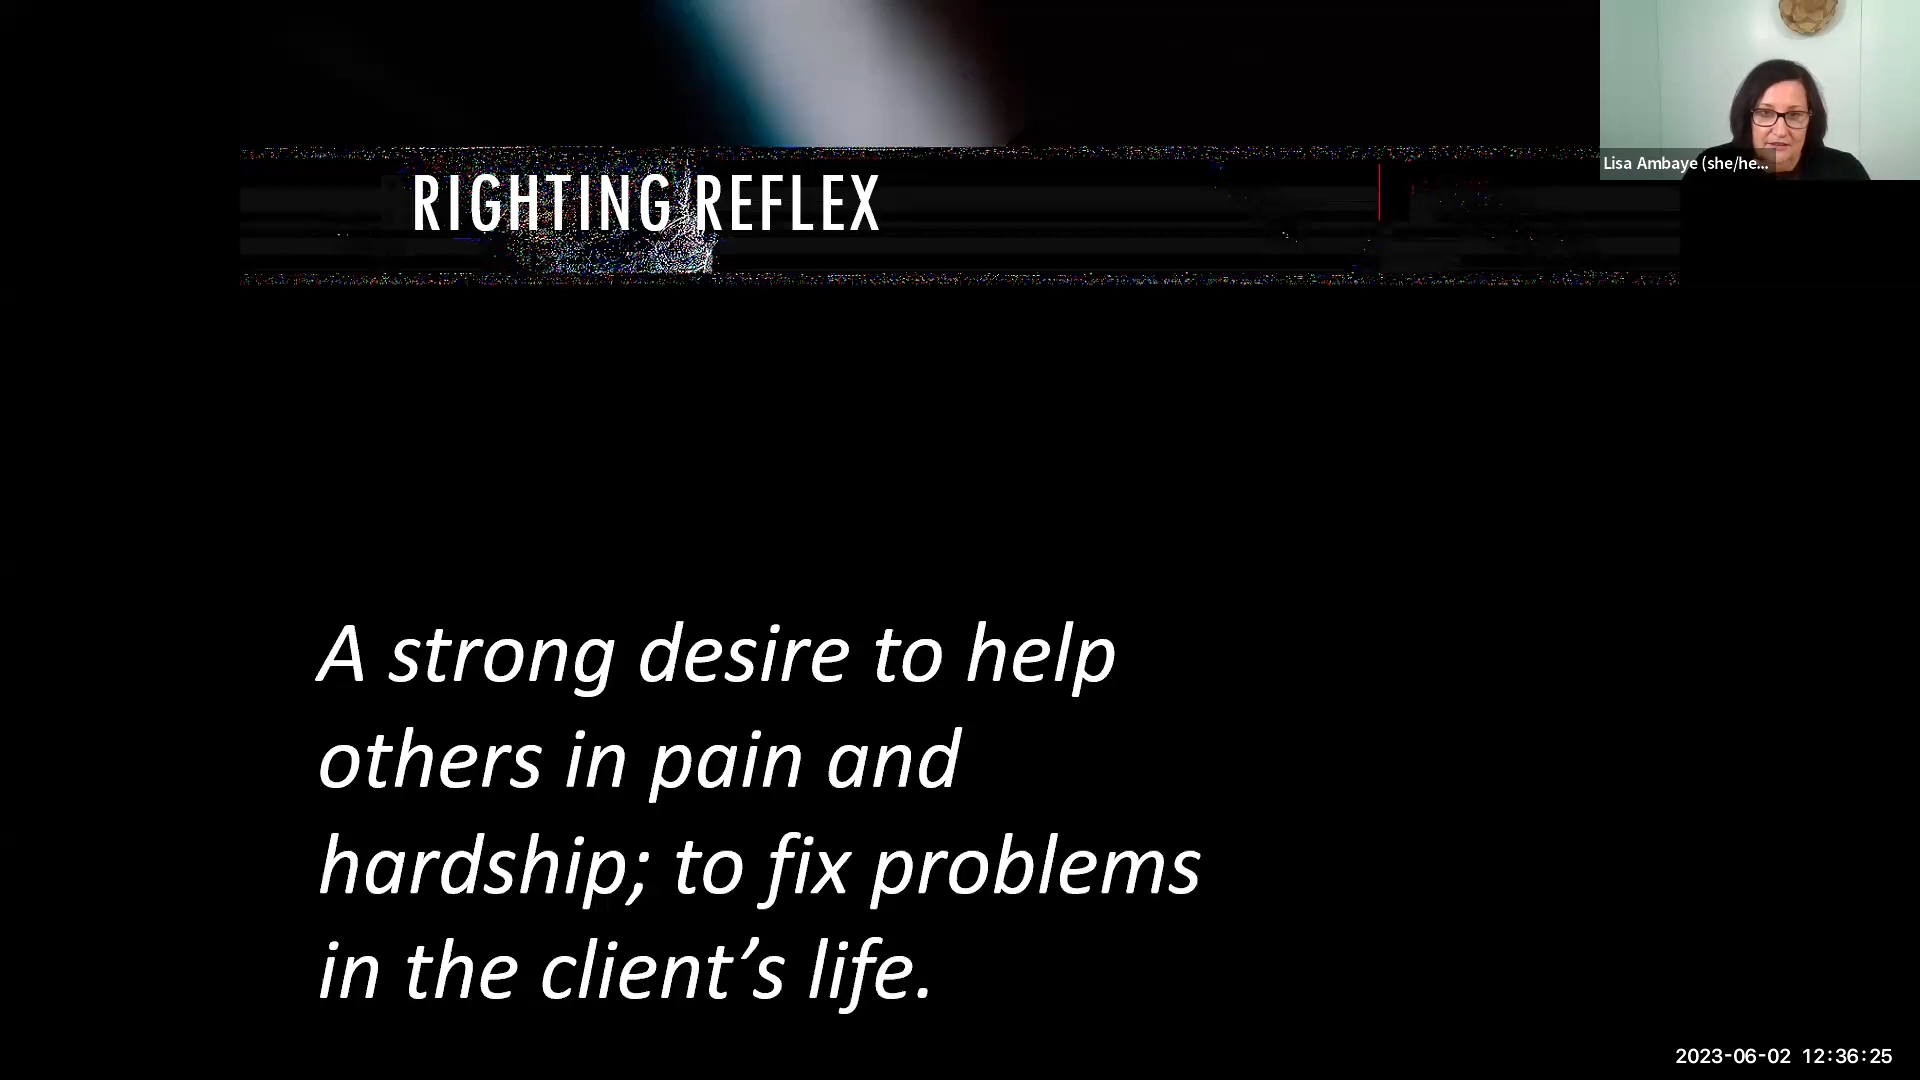 RIGHTING REFLEX
Lisa Ambaye (she/he...
A strong desire to help
others in pain and
hardship; to fix problems
in the client’s life.
2023-06-02 12:36:25